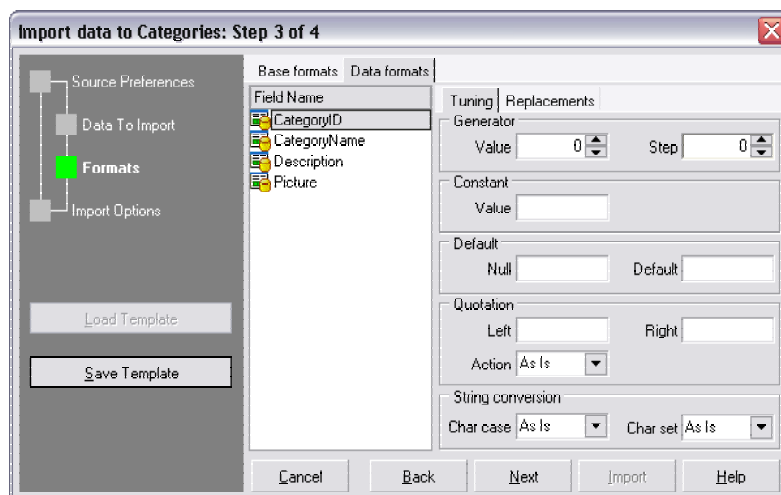 Import data to Categories: Step 3 of 4
Source Preferences
Data To Import
Formats
Import Options
Load Template
Save Template
Base formats Data formats
Field Name
CategoryID
CategoryName
Description
Picture
Tuning Replacements
Generator
Value 0 Step 0
Constant
Value
Default
Null Default
Quotation
Left Right
Action As Is
String conversion
Char case As Is Char set As Is
Cancel Back Next Import Help